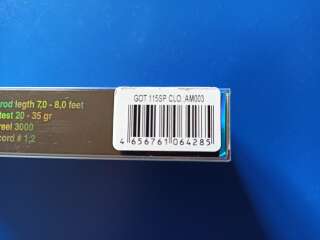 GOT 115SP CLO. AM003
4 656761 064285
rod legth 7,0 - 8,0 feet
test 20 - 35 gr
reel 3000
cord # 1,2